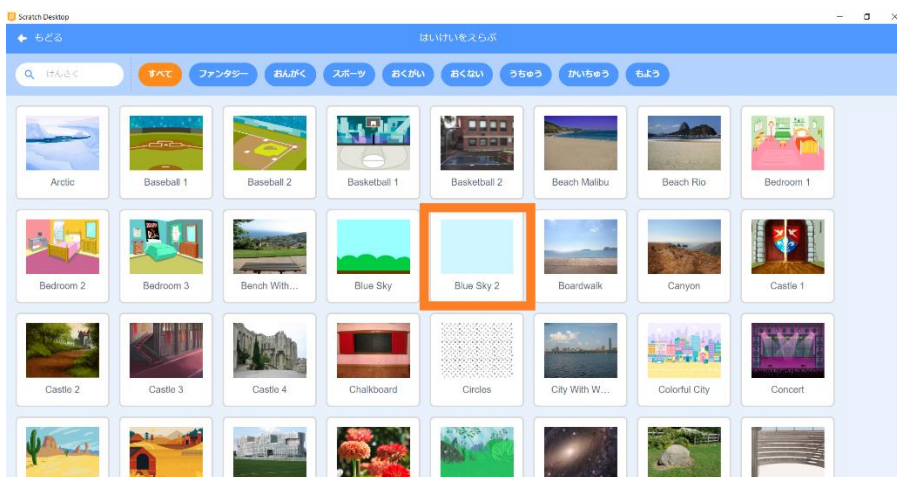 Scratch Desktop
もどる
はいけいをえらぶ
けんさく
すべて ファンタジー おんがく スポーツ おくがい おくない うちゅう かいちゅう もよう
Arctic Baseball 1 Baseball 2 Basketball 1 Basketball 2 Beach Malibu Beach Rio Bedroom 1
Bedroom 2 Bedroom 3 Bench With... Blue Sky Blue Sky 2 Boardwalk Canyon Castle 1
Castle 2 Castle 3 Castle 4 Chalkboard Circles City With W... Colorful City Concert